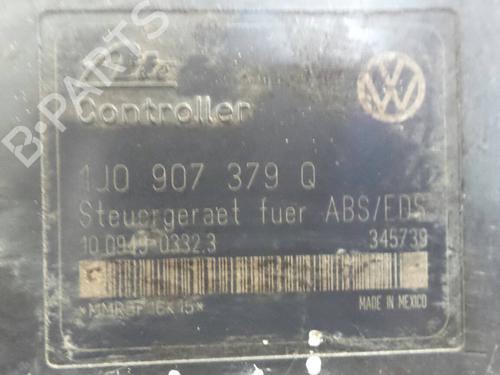 Ate
Controller
1J0 907 379 Q
Steuergeraet fuer ABS/EDS
10.0949-0332.3 345739
MADE IN MEXICO
B-PARTS